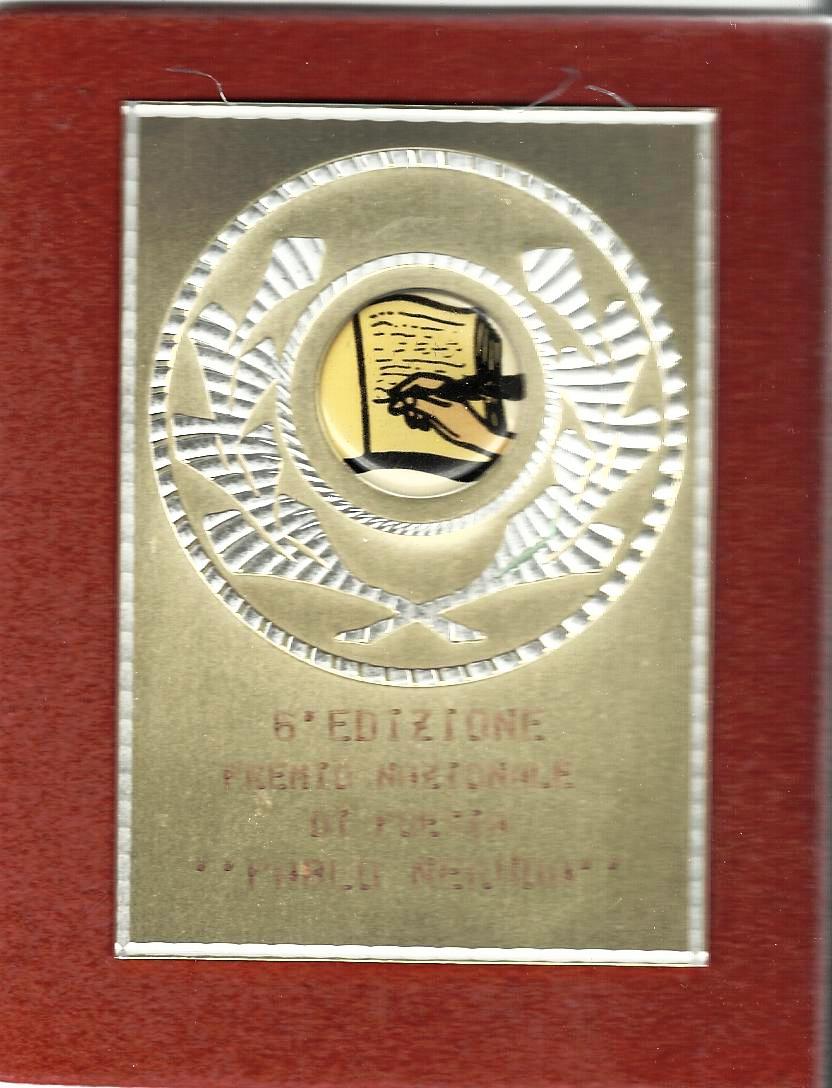 6° EDIZIONE
PREMIO NAZIONALE
DI POESIA
"PABLO NERUDA"